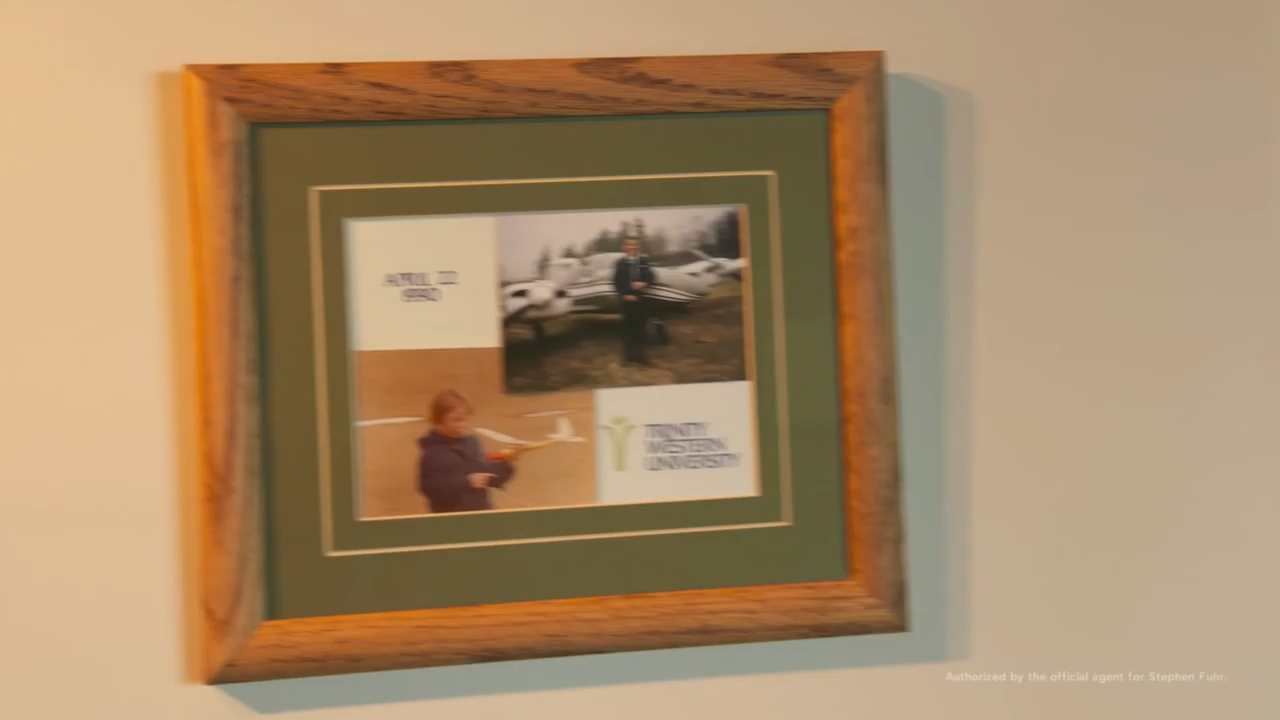 APRIL 22
1990
TRINITY
WESTERN
UNIVERSITY
Authorized by the official agent for Stephen Fuhr.